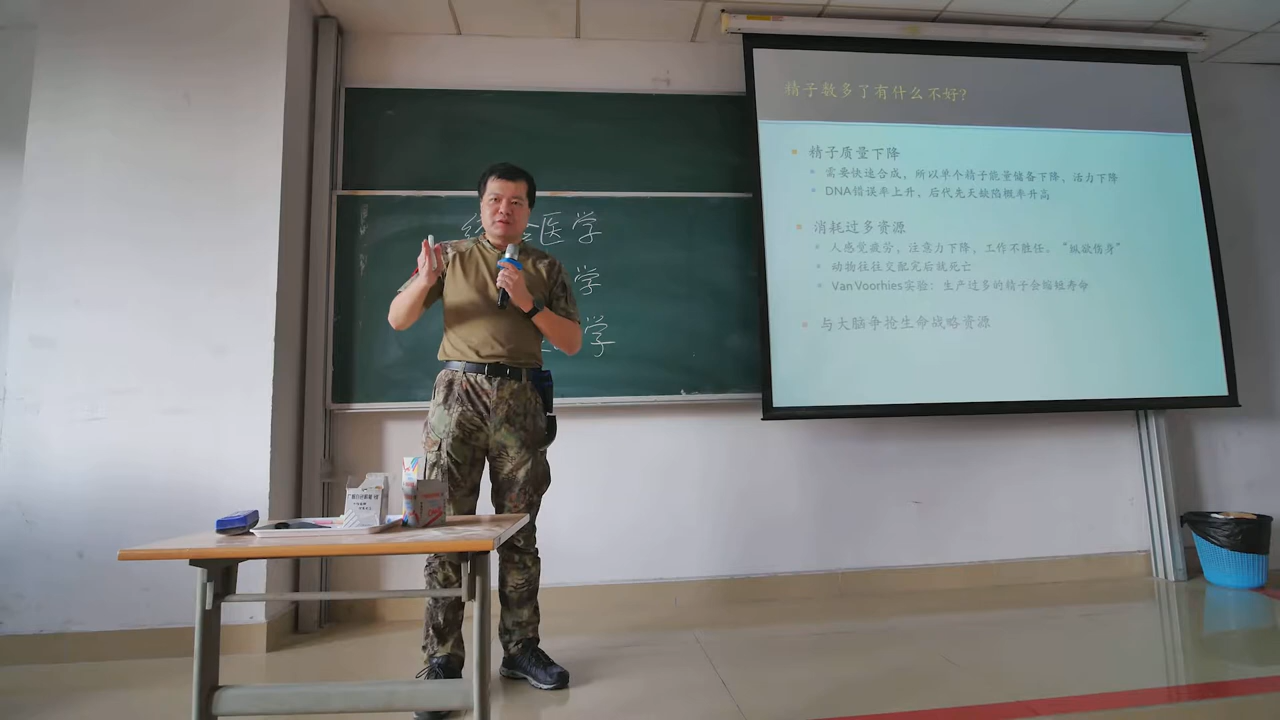 医学
学
学
精子数多了有什么不好?
精子质量下降
需要快速合成，所以单个精子能量储备下降、活力下降
DNA错误率上升，后代先天缺陷概率升高
消耗过多资源
人感觉疲劳，注意力下降，工作不胜任。“纵欲伤身”
动物往往交配完后就死亡
Van Voorhies实验：生产过多的精子会缩短寿命
与大脑争抢生命战略资源